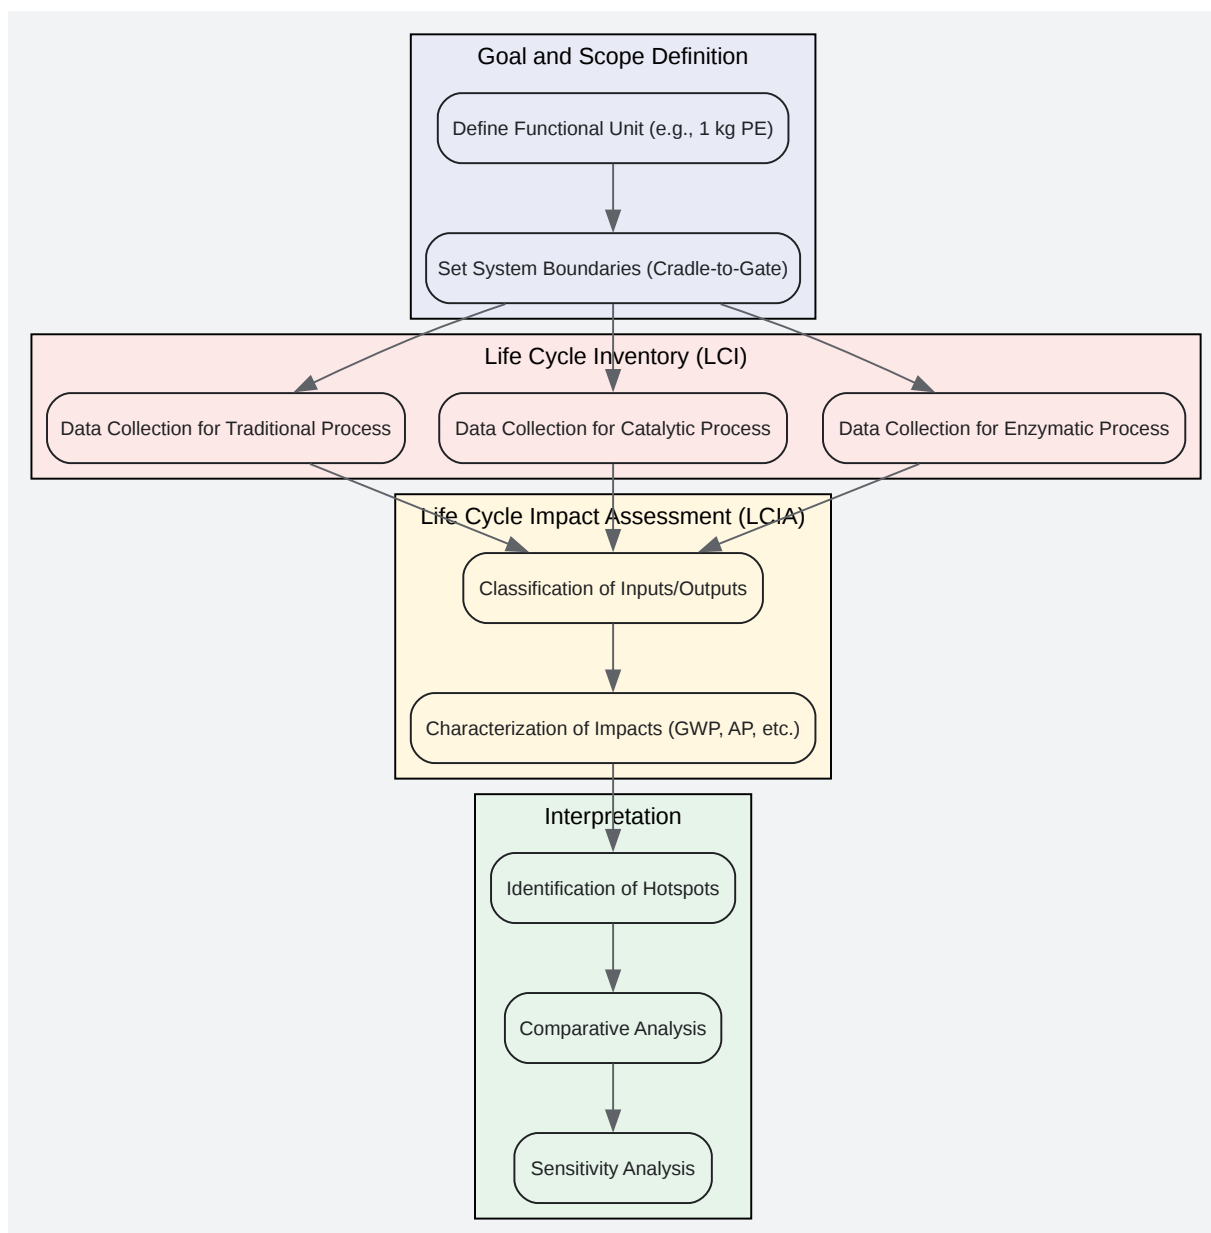 Goal and Scope Definition
Define Functional Unit (e.g., 1 kg PE)
Set System Boundaries (Cradle-to-Gate)
Life Cycle Inventory (LCI)
Data Collection for Traditional Process
Data Collection for Catalytic Process
Data Collection for Enzymatic Process
Life Cycle Impact Assessment (LCIA)
Classification of Inputs/Outputs
Characterization of Impacts (GWP, AP, etc.)
Interpretation
Identification of Hotspots
Comparative Analysis
Sensitivity Analysis